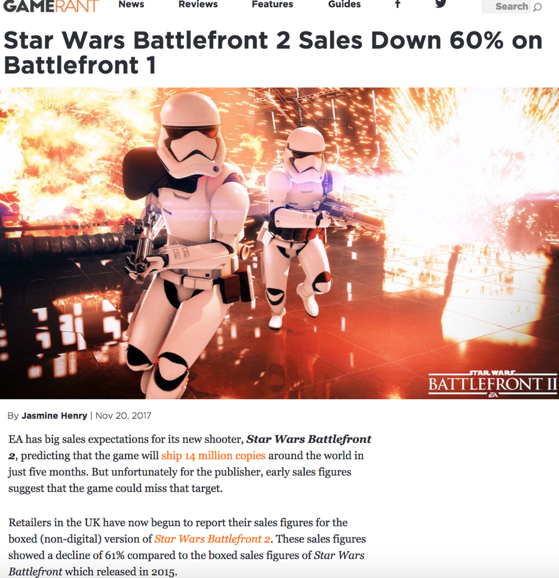 GAMERANT News Reviews Features Guides f Search
Star Wars Battlefront 2 Sales Down 60% on
Battlefront 1
STAR WARS
BATTLEFRONT II
EA
By Jasmine Henry | Nov 20, 2017
EA has big sales expectations for its new shooter, Star Wars Battlefront
2, predicting that the game will ship 14 million copies around the world in
just five months. But unfortunately for the publisher, early sales figures
suggest that the game could miss that target.
Retailers in the UK have now begun to report their sales figures for the
boxed (non-digital) version of Star Wars Battlefront 2. These sales figures
showed a decline of 61% compared to the boxed sales figures of Star Wars
Battlefront which released in 2015.